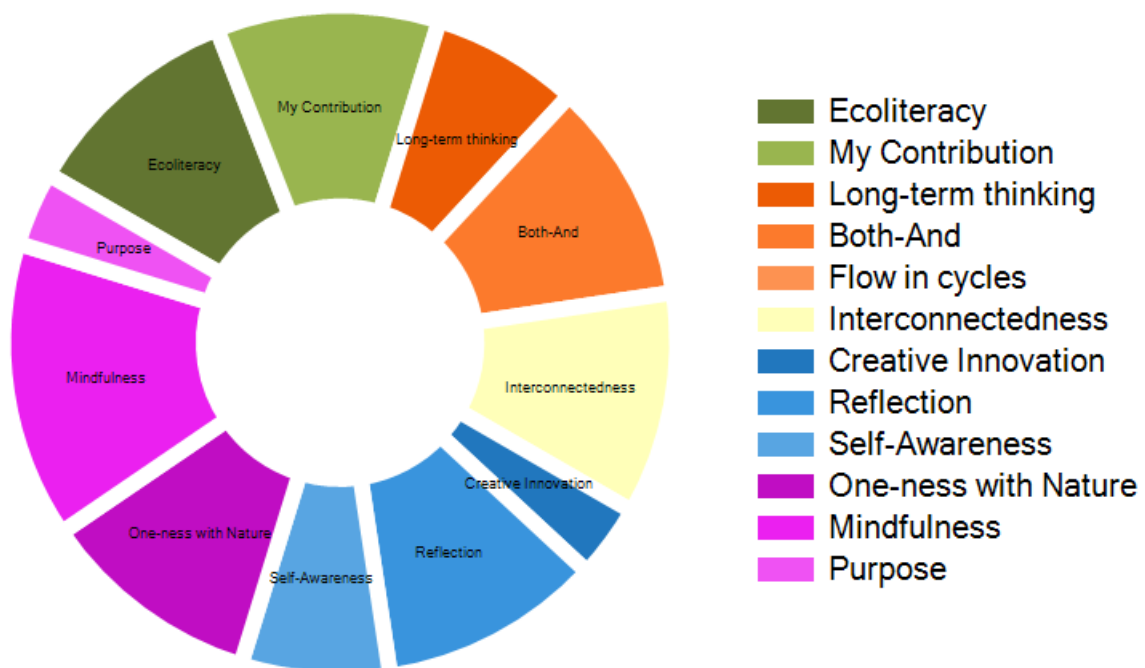 My Contribution
Long-term thinking
Ecoliteracy
Both-And
Purpose
Mindfulness
Interconnectedness
Creative Innovation
One-ness with Nature
Reflection
Self-Awareness
Ecoliteracy
My Contribution
Long-term thinking
Both-And
Flow in cycles
Interconnectedness
Creative Innovation
Reflection
Self-Awareness
One-ness with Nature
Mindfulness
Purpose